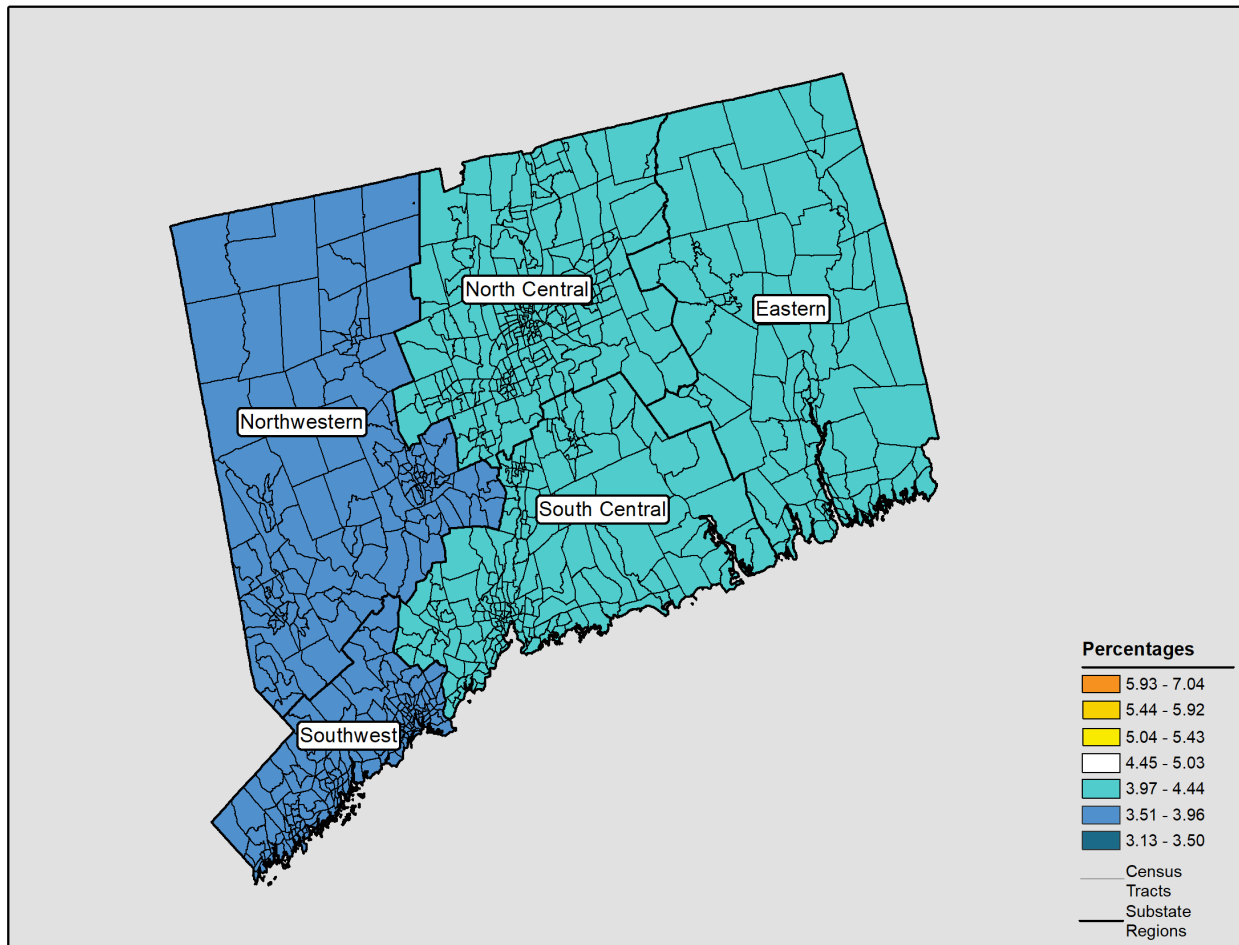 North Central
Eastern
Northwestern
South Central
Southwest
Percentages
5.93 - 7.04
5.44 - 5.92
5.04 - 5.43
4.45 - 5.03
3.97 - 4.44
3.51 - 3.96
3.13 - 3.50
Census
Tracts
Substate
Regions